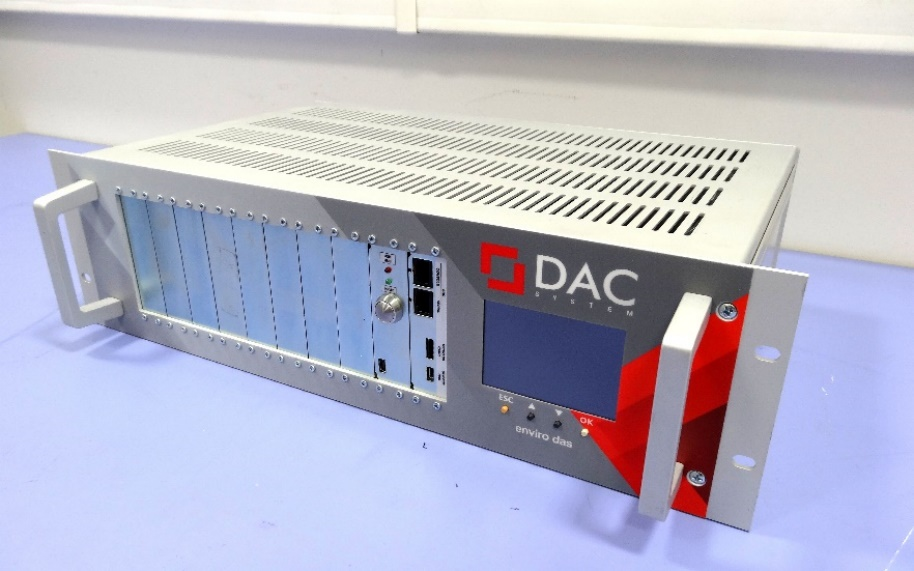 DAC
SYSTEM
ESC
OK
enviro das